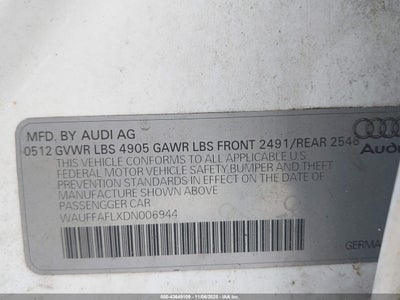 MFD. BY AUDI AG
0512 GVWR LBS 4905 GAWR LBS FRONT 2491/REAR 2546
THIS VEHICLE CONFORMS TO ALL APPLICABLE U.S.
FEDERAL MOTOR VEHICLE SAFETY BUMPER AND THEFT
PREVENTION STANDARDS IN EFFECT ON THE DATE OF
MANUFACTURE SHOWN ABOVE
PASSENGGER CAR
WAUFFAFLXDN006944
Audi
GERMANY